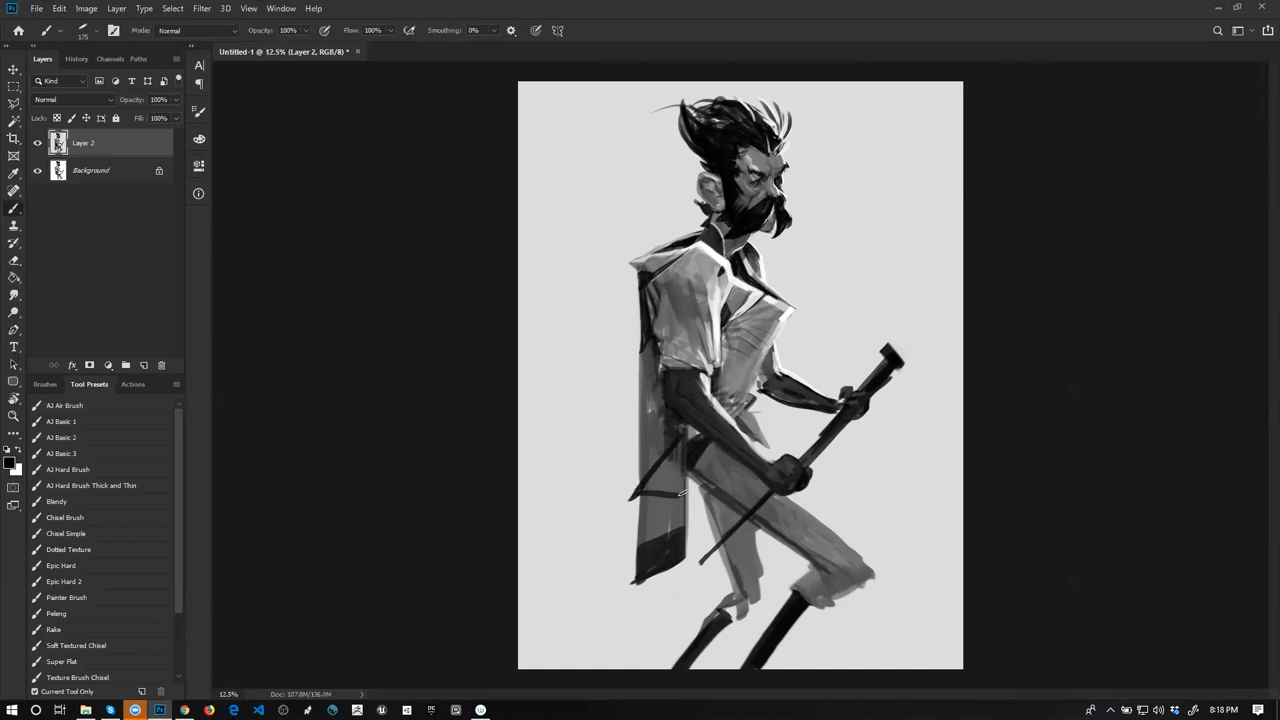 Ps File Edit Image Layer Type Select Filter 3D View Window Help
175 Mode: Normal Opacity: 100% Flow: 100% Smoothing: 0%
Untitled-1 @ 12.5% (Layer 2, RGB/8) * ×
Layers History Channels Paths
Kind
Normal Opacity: 100%
Lock: Fill: 100%
Layer 2
Background
Brushes Tool Presets Actions
AJ Air Brush
AJ Basic 1
AJ Basic 2
AJ Basic 3
AJ Hard Brush
AJ Hard Brush Thick and Thin
Blendy
Chisel Brush
Chisel Simple
Dotted Texture
Epic Hard
Epic Hard 2
Painter Brush
Peleng
Rake
Soft Textured Chisel
Super Flat
Texture Brush Chisel
Current Tool Only
12.5% Doc: 107.8M/136.0M
8:18 PM